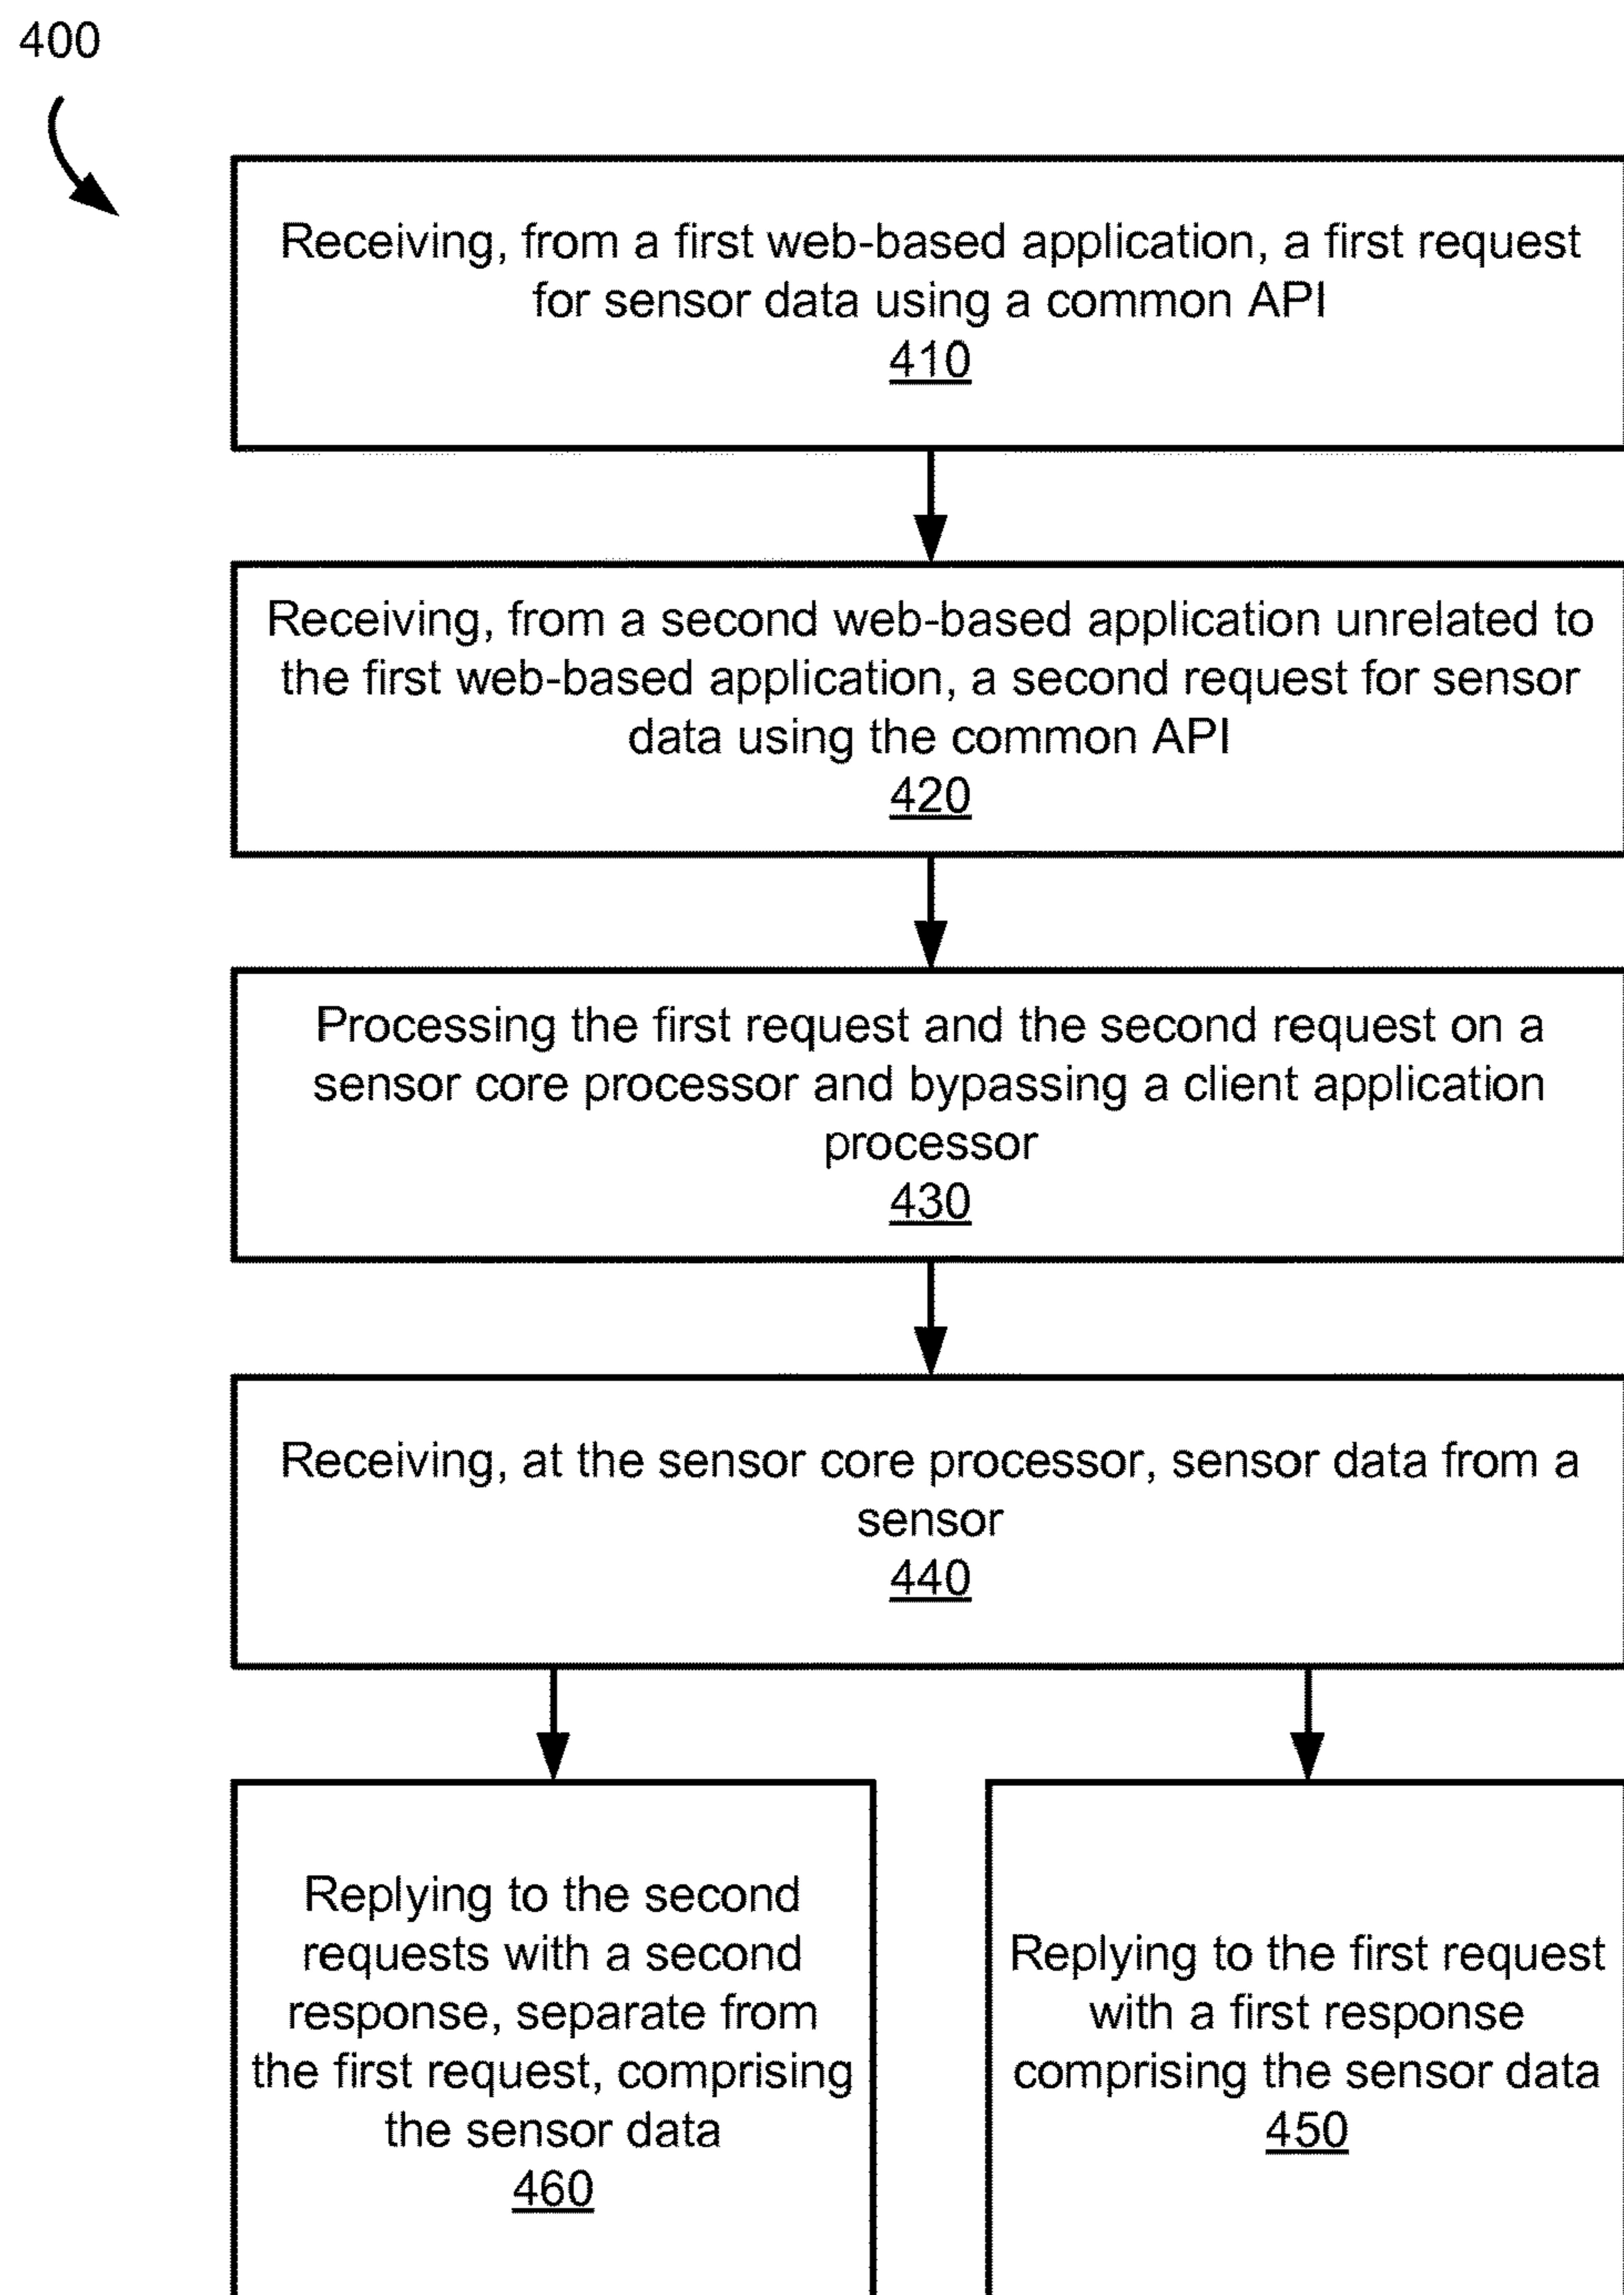 400
Receiving, from a first web-based application, a first request
for sensor data using a common API
410
Receiving, from a second web-based application unrelated to
the first web-based application, a second request for sensor
data using the common API
420
Processing the first request and the second request on a
sensor core processor and bypassing a client application
processor
430
Receiving, at the sensor core processor, sensor data from a
sensor
440
Replying to the second
requests with a second
response, separate from
the first request, comprising
the sensor data
460
Replying to the first request
with a first response
comprising the sensor data
450